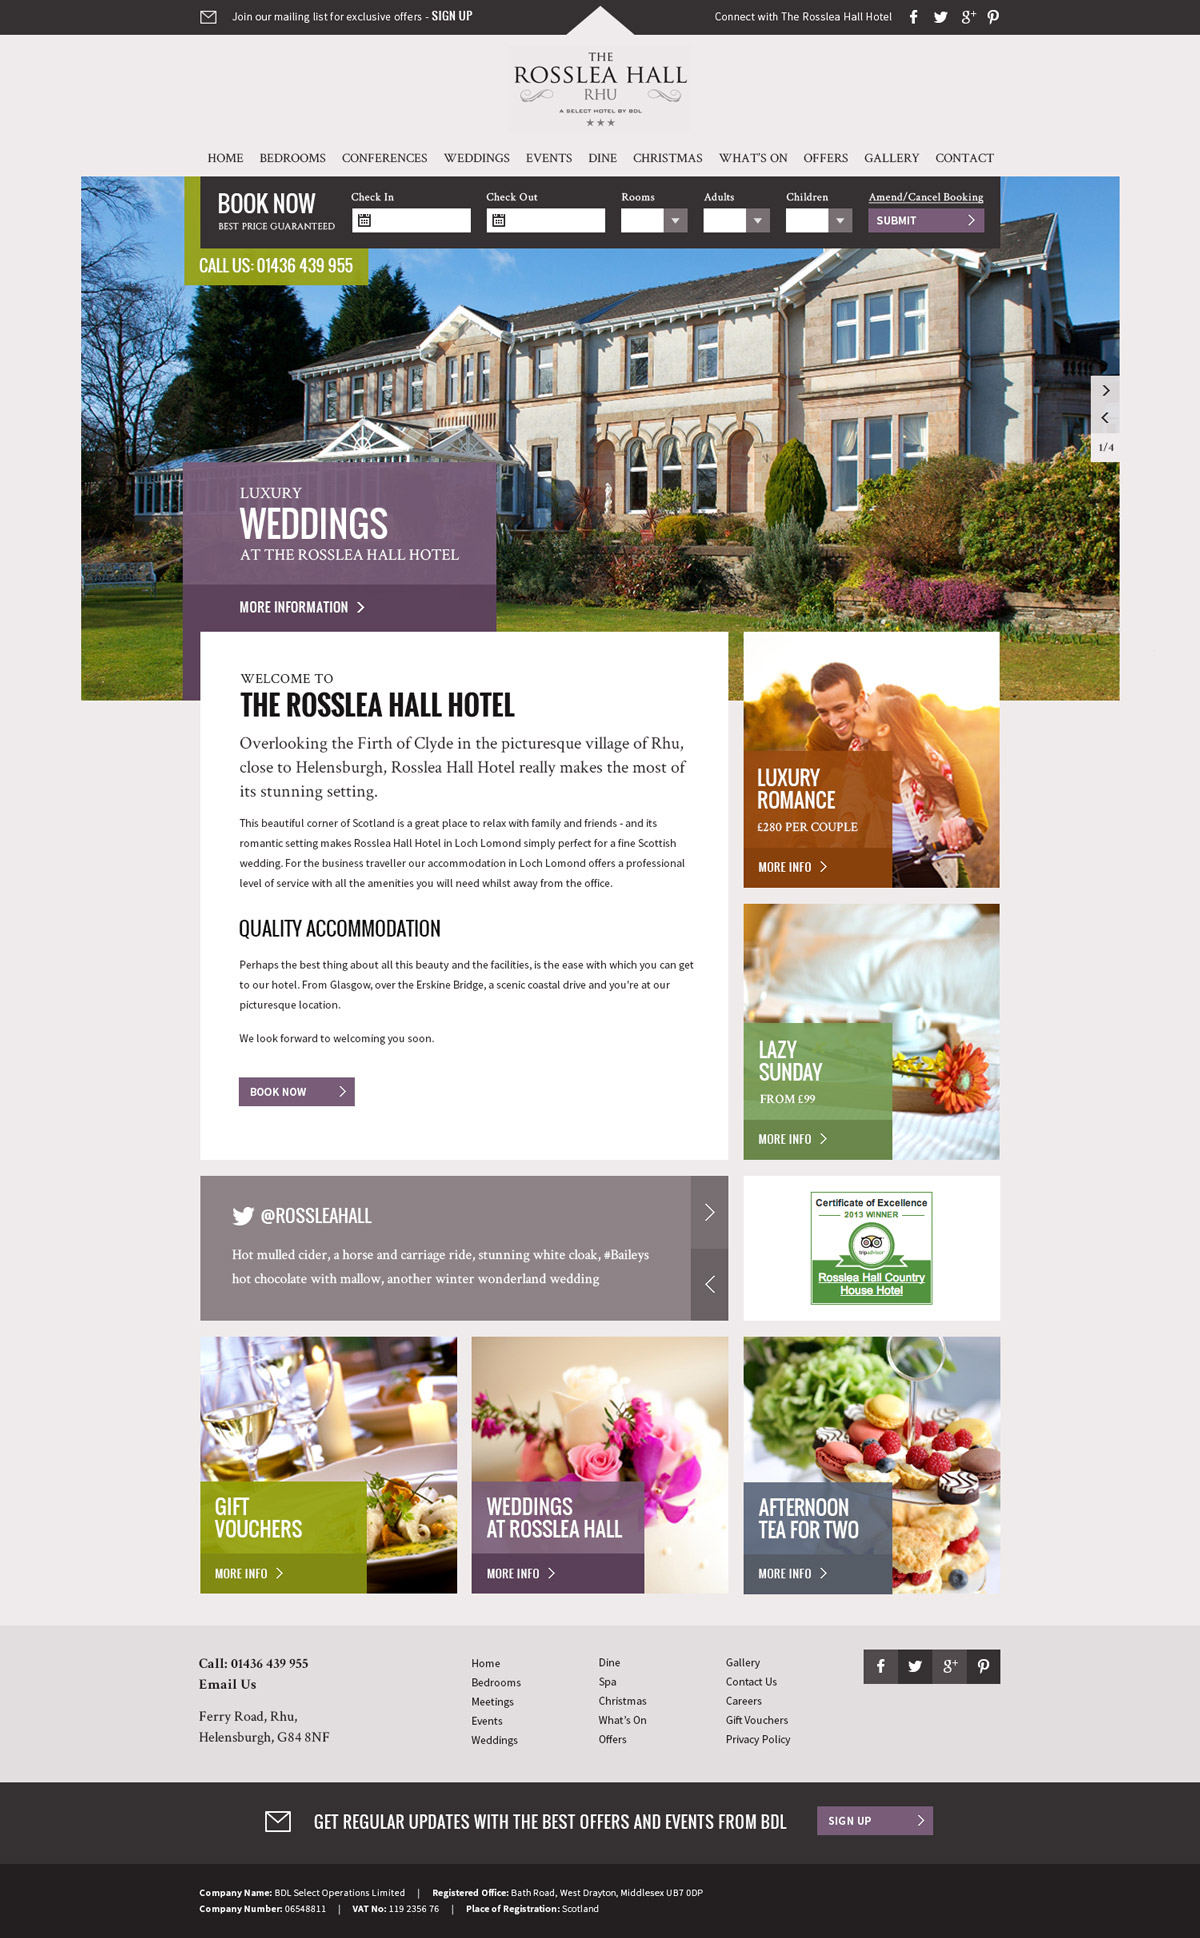 Join our mailing list for exclusive offers - SIGN UP
Connect with The Rosslea Hall Hotel
THE
ROSSLEA HALL
RHU
A SELECT HOTEL BY BDL
HOME BEDROOMS CONFERENCES WEDDINGS EVENTS DINE CHRISTMAS WHAT'S ON OFFERS GALLERY CONTACT
BOOK NOW
BEST PRICE GUARANTEED
Check In
Check Out
Rooms
Adults
Children
Amend/Cancel Booking
SUBMIT
CALL US: 01436 439 955
1/4
LUXURY
WEDDINGS
AT THE ROSSLEA HALL HOTEL
MORE INFORMATION
WELCOME TO
THE ROSSLEA HALL HOTEL
Overlooking the Firth of Clyde in the picturesque village of Rhu,
close to Helensburgh, Rosslea Hall Hotel really makes the most of
its stunning setting.
This beautiful corner of Scotland is a great place to relax with family and friends - and its
romantic setting makes Rosslea Hall Hotel in Loch Lomond simply perfect for a fine Scottish
wedding. For the business traveller our accommodation in Loch Lomond offers a professional
level of service with all the amenities you will need whilst away from the office.
QUALITY ACCOMMODATION
Perhaps the best thing about all this beauty and the facilities, is the ease with which you can get
to our hotel. From Glasgow, over the Erskine Bridge, a scenic coastal drive and you're at our
picturesque location.
We look forward to welcoming you soon.
BOOK NOW
LUXURY
ROMANCE
£280 PER COUPLE
MORE INFO
LAZY
SUNDAY
FROM £99
MORE INFO
@ROSSLEAHALL
Hot mulled cider, a horse and carriage ride, stunning white cloak, #Baileys
hot chocolate with mallow, another winter wonderland wedding
Certificate of Excellence
2013 WINNER
tripadvisor
Rosslea Hall Country
House Hotel
GIFT
VOUCHERS
MORE INFO
WEDDINGS
AT ROSSLEA HALL
MORE INFO
AFTERNOON
TEA FOR TWO
MORE INFO
Call: 01436 439 955
Email Us
Ferry Road, Rhu,
Helensburgh, G84 8NF
Home
Bedrooms
Meetings
Events
Weddings
Dine
Spa
Christmas
What's On
Offers
Gallery
Contact Us
Careers
Gift Vouchers
Privacy Policy
GET REGULAR UPDATES WITH THE BEST OFFERS AND EVENTS FROM BDL
SIGN UP
Company Name: BDL Select Operations Limited | Registered Office: Bath Road, West Drayton, Middlesex UB7 0DP
Company Number: 06548811 | VAT No: 119 2356 76 | Place of Registration: Scotland